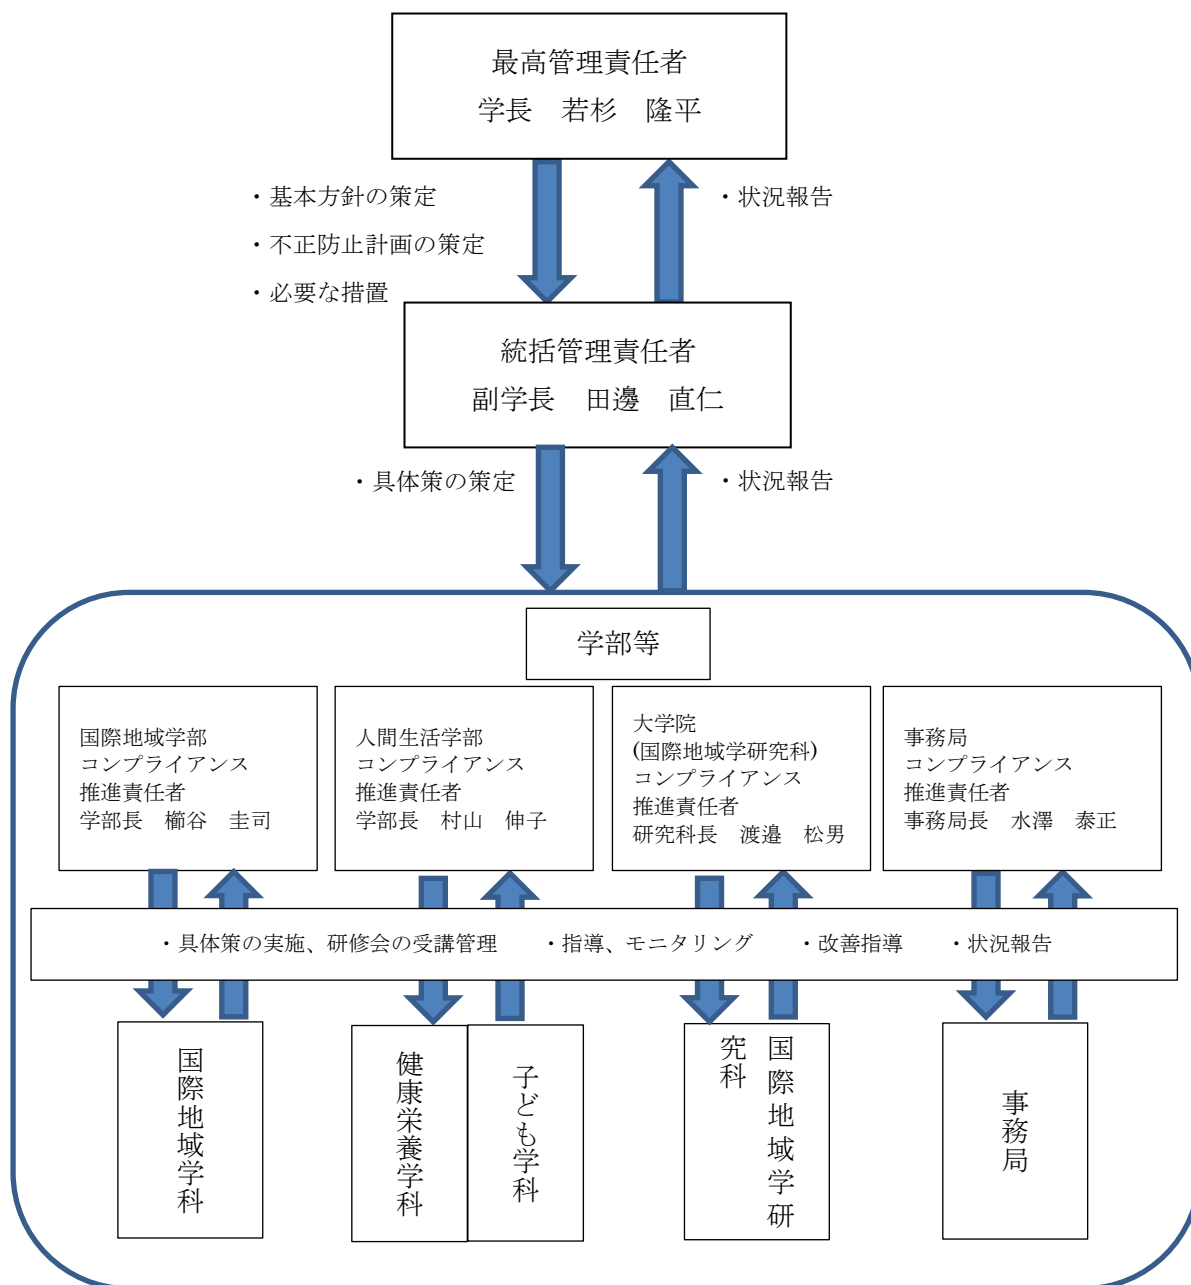 最高管理責任者
学長　若杉　隆平
・基本方針の策定
・不正防止計画の策定
・必要な措置
・状況報告
統括管理責任者
副学長　田邊　直仁
・具体策の策定
・状況報告
学部等
国際地域学部
コンプライアンス
推進責任者
学部長　櫛谷　圭司
人間生活学部
コンプライアンス
推進責任者
学部長　村山　伸子
大学院
(国際地域学研究科)
コンプライアンス
推進責任者
研究科長　渡邉　松男
事務局
コンプライアンス
推進責任者
事務局長　水澤　泰正
・具体策の実施、研修会の受講管理　　・指導、モニタリング　　・改善指導　　・状況報告
国際地域学科
健康栄養学科
子ども学科
国際地域学研
究科
事務局